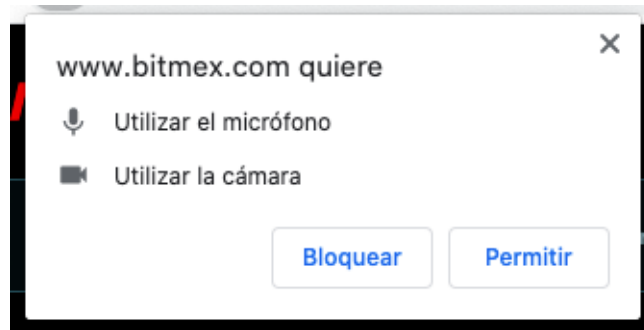 www.bitmex.com quiere
Utilizar el micrófono
Utilizar la cámara
Bloquear Permitir